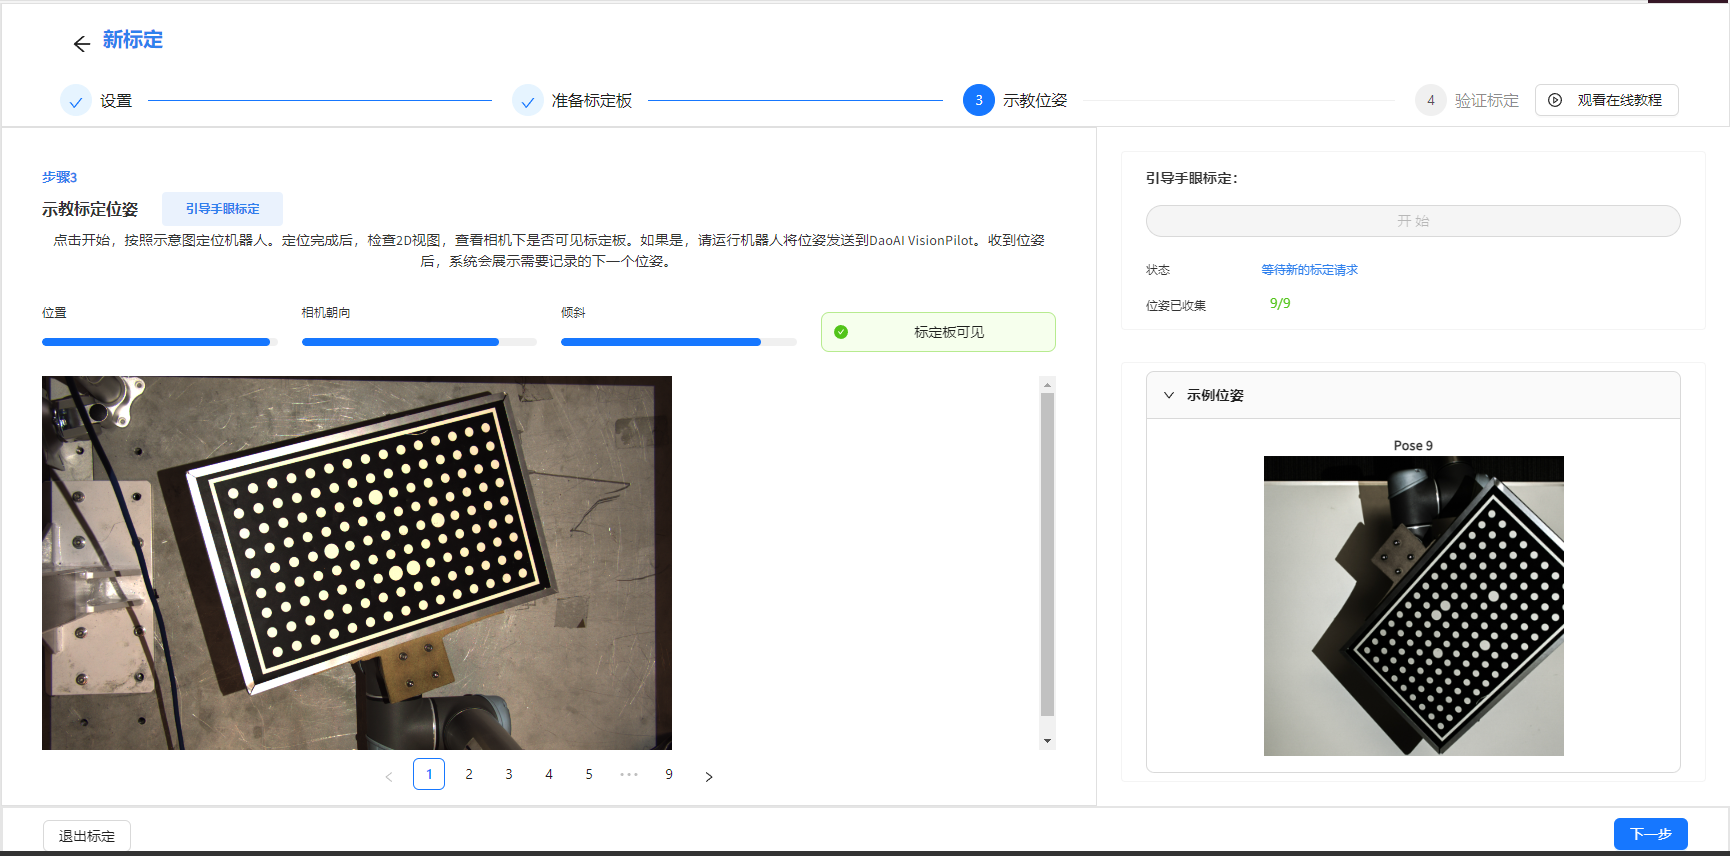 新标定
设置
准备标定板
3 示教位姿
4 验证标定
观看在线教程
步骤3
示教标定位姿 引导手眼标定
点击开始，按照示意图定位机器人。定位完成后，检查2D视图，查看相机下是否可见标定板。如果是，请运行机器人将位姿发送到DaoAI VisionPilot。收到位姿
后，系统会展示需要记录的下一个位姿。
位置 相机朝向 倾斜
标定板可见
1 2 3 4 5 ••• 9
引导手眼标定：
开 始
状态 等待新的标定请求
位姿已收集 9/9
示例位姿
Pose 9
退出标定
下一步